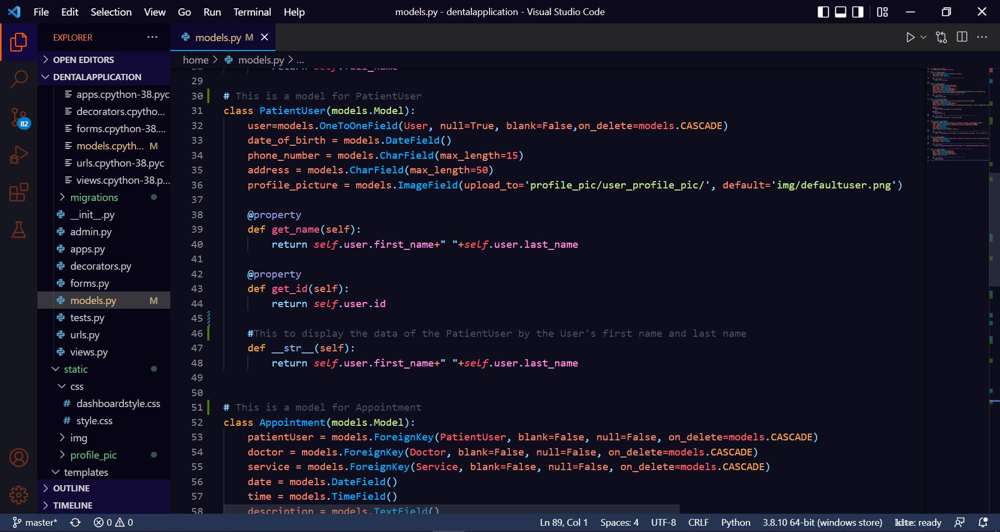 File Edit Selection View Go Run Terminal Help
models.py - dentalapplication - Visual Studio Code
EXPLORER
models.py M
OPEN EDITORS
DENTALAPPLICATION
apps.cpython-38.pyc
decorators.cpytho...
forms.cpython-38....
models.cpyth... M
urls.cpython-38.pyc
views.cpython-38.p...
migrations
__init__.py
admin.py
apps.py
decorators.py
forms.py
models.py M
tests.py
urls.py
views.py
static
css
# dashboardstyle.css
# style.css
img
profile_pic
templates
OUTLINE
TIMELINE
82
home > models.py > ...
28 return self.full_name
29
30 # This is a model for PatientUser
31 class PatientUser(models.Model):
32 user=models.OneToOneField(User, null=True, blank=False,on_delete=models.CASCADE)
33 date_of_birth = models.DateField()
34 phone_number = models.CharField(max_length=15)
35 address = models.CharField(max_length=50)
36 profile_picture = models.ImageField(upload_to='profile_pic/user_profile_pic/', default='img/defaultuser.png')
37
38 @property
39 def get_name(self):
40 return self.user.first_name+" "+self.user.last_name
41
42 @property
43 def get_id(self):
44 return self.user.id
45
46 #This to display the data of the PatientUser by the User's first name and last name
47 def __str__(self):
48 return self.user.first_name+" "+self.user.last_name
49
50
51 # This is a model for Appointment
52 class Appointment(models.Model):
53 patientUser = models.ForeignKey(PatientUser, blank=False, null=False, on_delete=models.CASCADE)
54 doctor = models.ForeignKey(Doctor, blank=False, null=False, on_delete=models.CASCADE)
55 service = models.ForeignKey(Service, blank=False, null=False, on_delete=models.CASCADE)
56 date = models.DateField()
57 time = models.TimeField()
58 description = models.TextField()
master* 0 0 Ln 89, Col 1 Spaces: 4 UTF-8 CRLF Python 3.8.10 64-bit (windows store) kite: ready